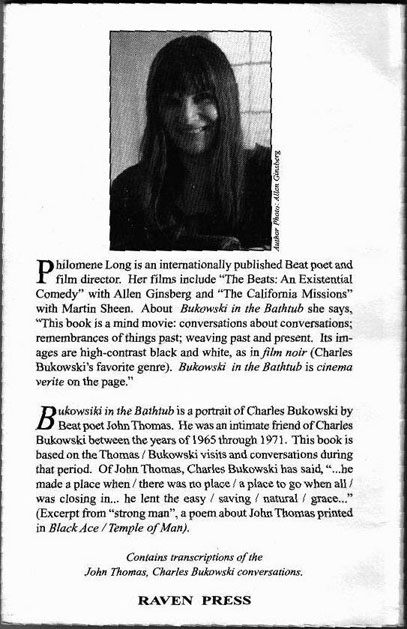 Author Photo: Allen Ginsberg
Philomene Long is an internationally published Beat poet and
film director. Her films include “The Beats: An Existential
Comedy” with Allen Ginsberg and “The California Missions”
with Martin Sheen. About Bukowski in the Bathtub she says,
“This book is a mind movie: conversations about conversations;
remembrances of things past; weaving past and present. Its im-
ages are high-contrast black and white, as in film noir (Charles
Bukowski’s favorite genre). Bukowski in the Bathtub is cinema
verite on the page.”
Bukowsiki in the Bathtub is a portrait of Charles Bukowski by
Beat poet John Thomas. He was an intimate friend of Charles
Bukowski between the years of 1965 through 1971. This book is
based on the Thomas / Bukowski visits and conversations during
that period. Of John Thomas, Charles Bukowski has said, “...he
made a place when / there was no place / a place to go when all /
was closing in... he lent the easy / saving / natural / grace...”
(Excerpt from “strong man”, a poem about John Thomas printed
in Black Ace / Temple of Man).
Contains transcriptions of the
John Thomas, Charles Bukowski conversations.
RAVEN PRESS